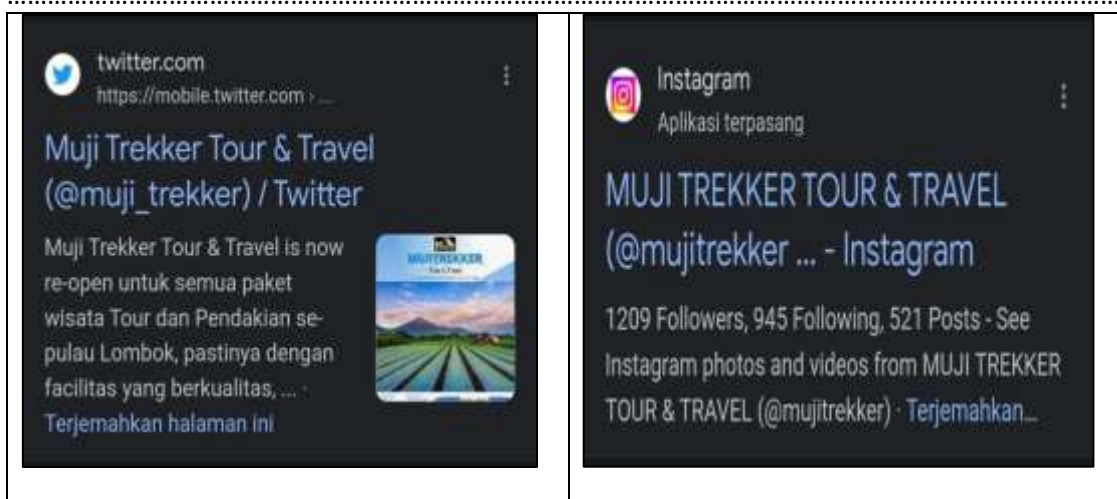 twitter.com
https://mobile.twitter.com › ...
Muji Trekker Tour & Travel
(@muji_trekker) / Twitter
Muji Trekker Tour & Travel is now
re-open untuk semua paket
wisata Tour dan Pendakian se-
pulau Lombok, pastinya dengan
facilitas yang berkualitas, ... ·
Terjemahkan halaman ini
MUJITREKKER
Tour & Travel
Instagram
Aplikasi terpasang
MUJI TREKKER TOUR & TRAVEL
(@mujitrekker ... - Instagram
1209 Followers, 945 Following, 521 Posts - See
Instagram photos and videos from MUJI TREKKER
TOUR & TRAVEL (@mujitrekker) · Terjemahkan...